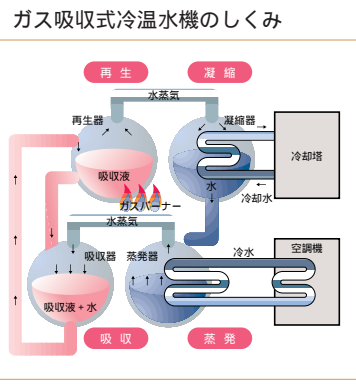 ガス吸収式冷温水機のしくみ
再生
凝縮
水蒸気
再生器
凝縮器
冷却塔
吸収液
水
ガスバーナー
冷却水
水蒸気
吸収器
蒸発器
冷水
空調機
吸収液+水
吸収
蒸発